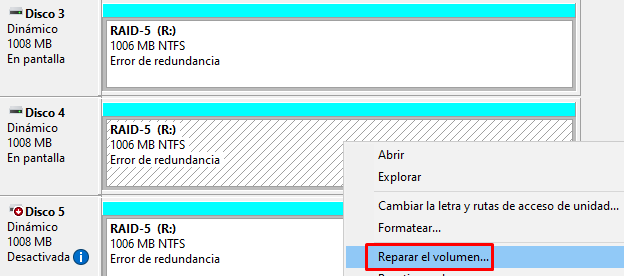 Disco 3
Dinámico
1008 MB
En pantalla
RAID-5 (R:)
1006 MB NTFS
Error de redundancia
Disco 4
Dinámico
1008 MB
En pantalla
RAID-5 (R:)
1006 MB NTFS
Error de redundancia
Disco 5
Dinámico
1008 MB
Desactivada
RAID-5 (R:)
1006 MB NTFS
Error de redundancia
Abrir
Explorar
Cambiar la letra y rutas de acceso de unidad...
Formatear...
Reparar el volumen...